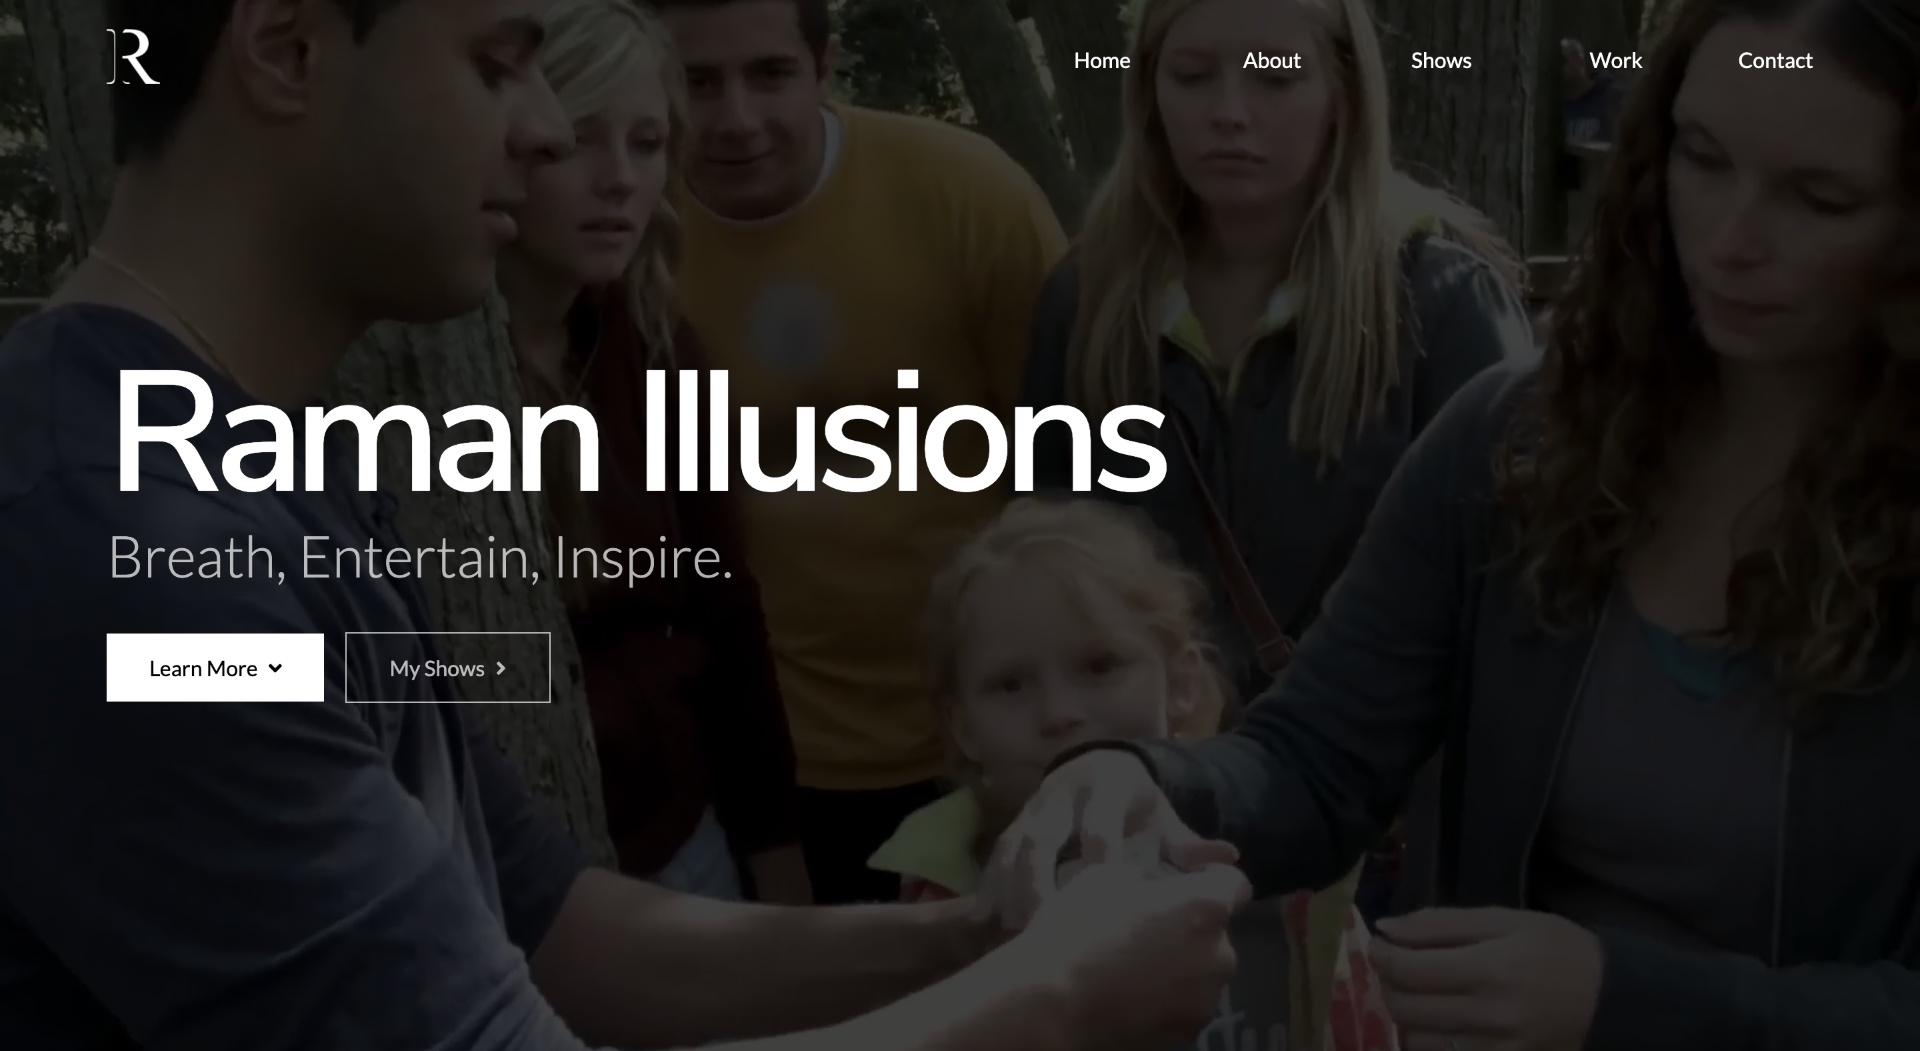 R
Home About Shows Work Contact
Raman Illusions
Breath, Entertain, Inspire.
Learn More
My Shows